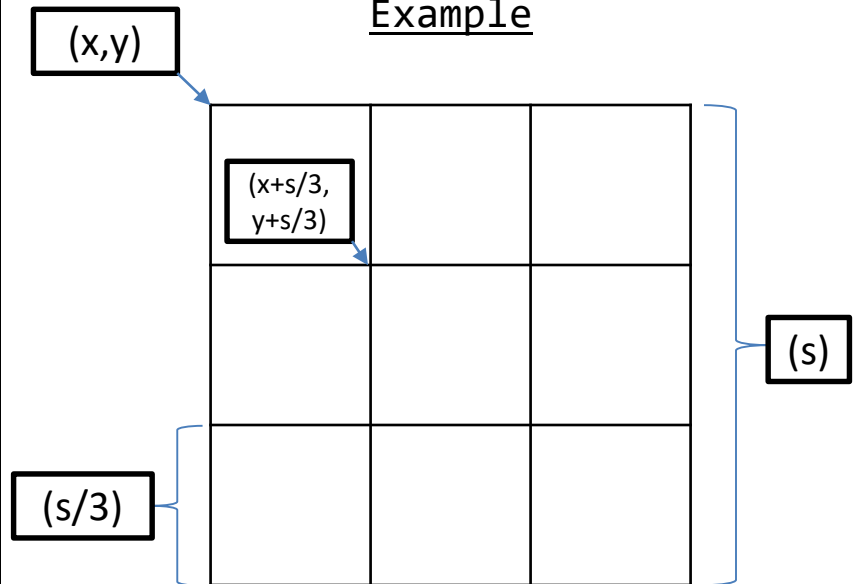 Example
(x,y)
(x+s/3,
y+s/3)
(s)
(s/3)